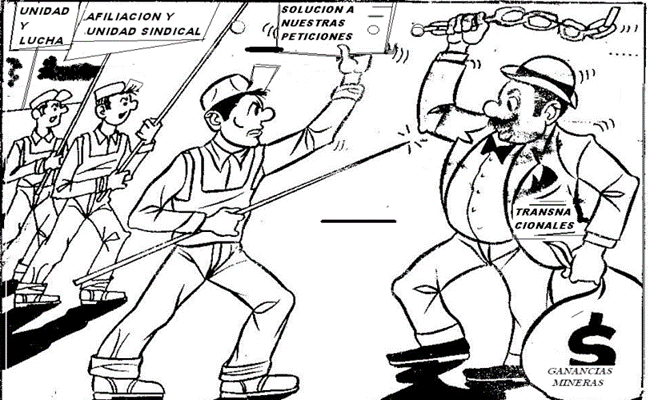 UNIDAD
Y
LUCHA
AFILIACION Y
UNIDAD SINDICAL
SOLUCION A
NUESTRAS
PETICIONES
TRANSNA
CIONALES
$
GANANCIAS
MINERAS